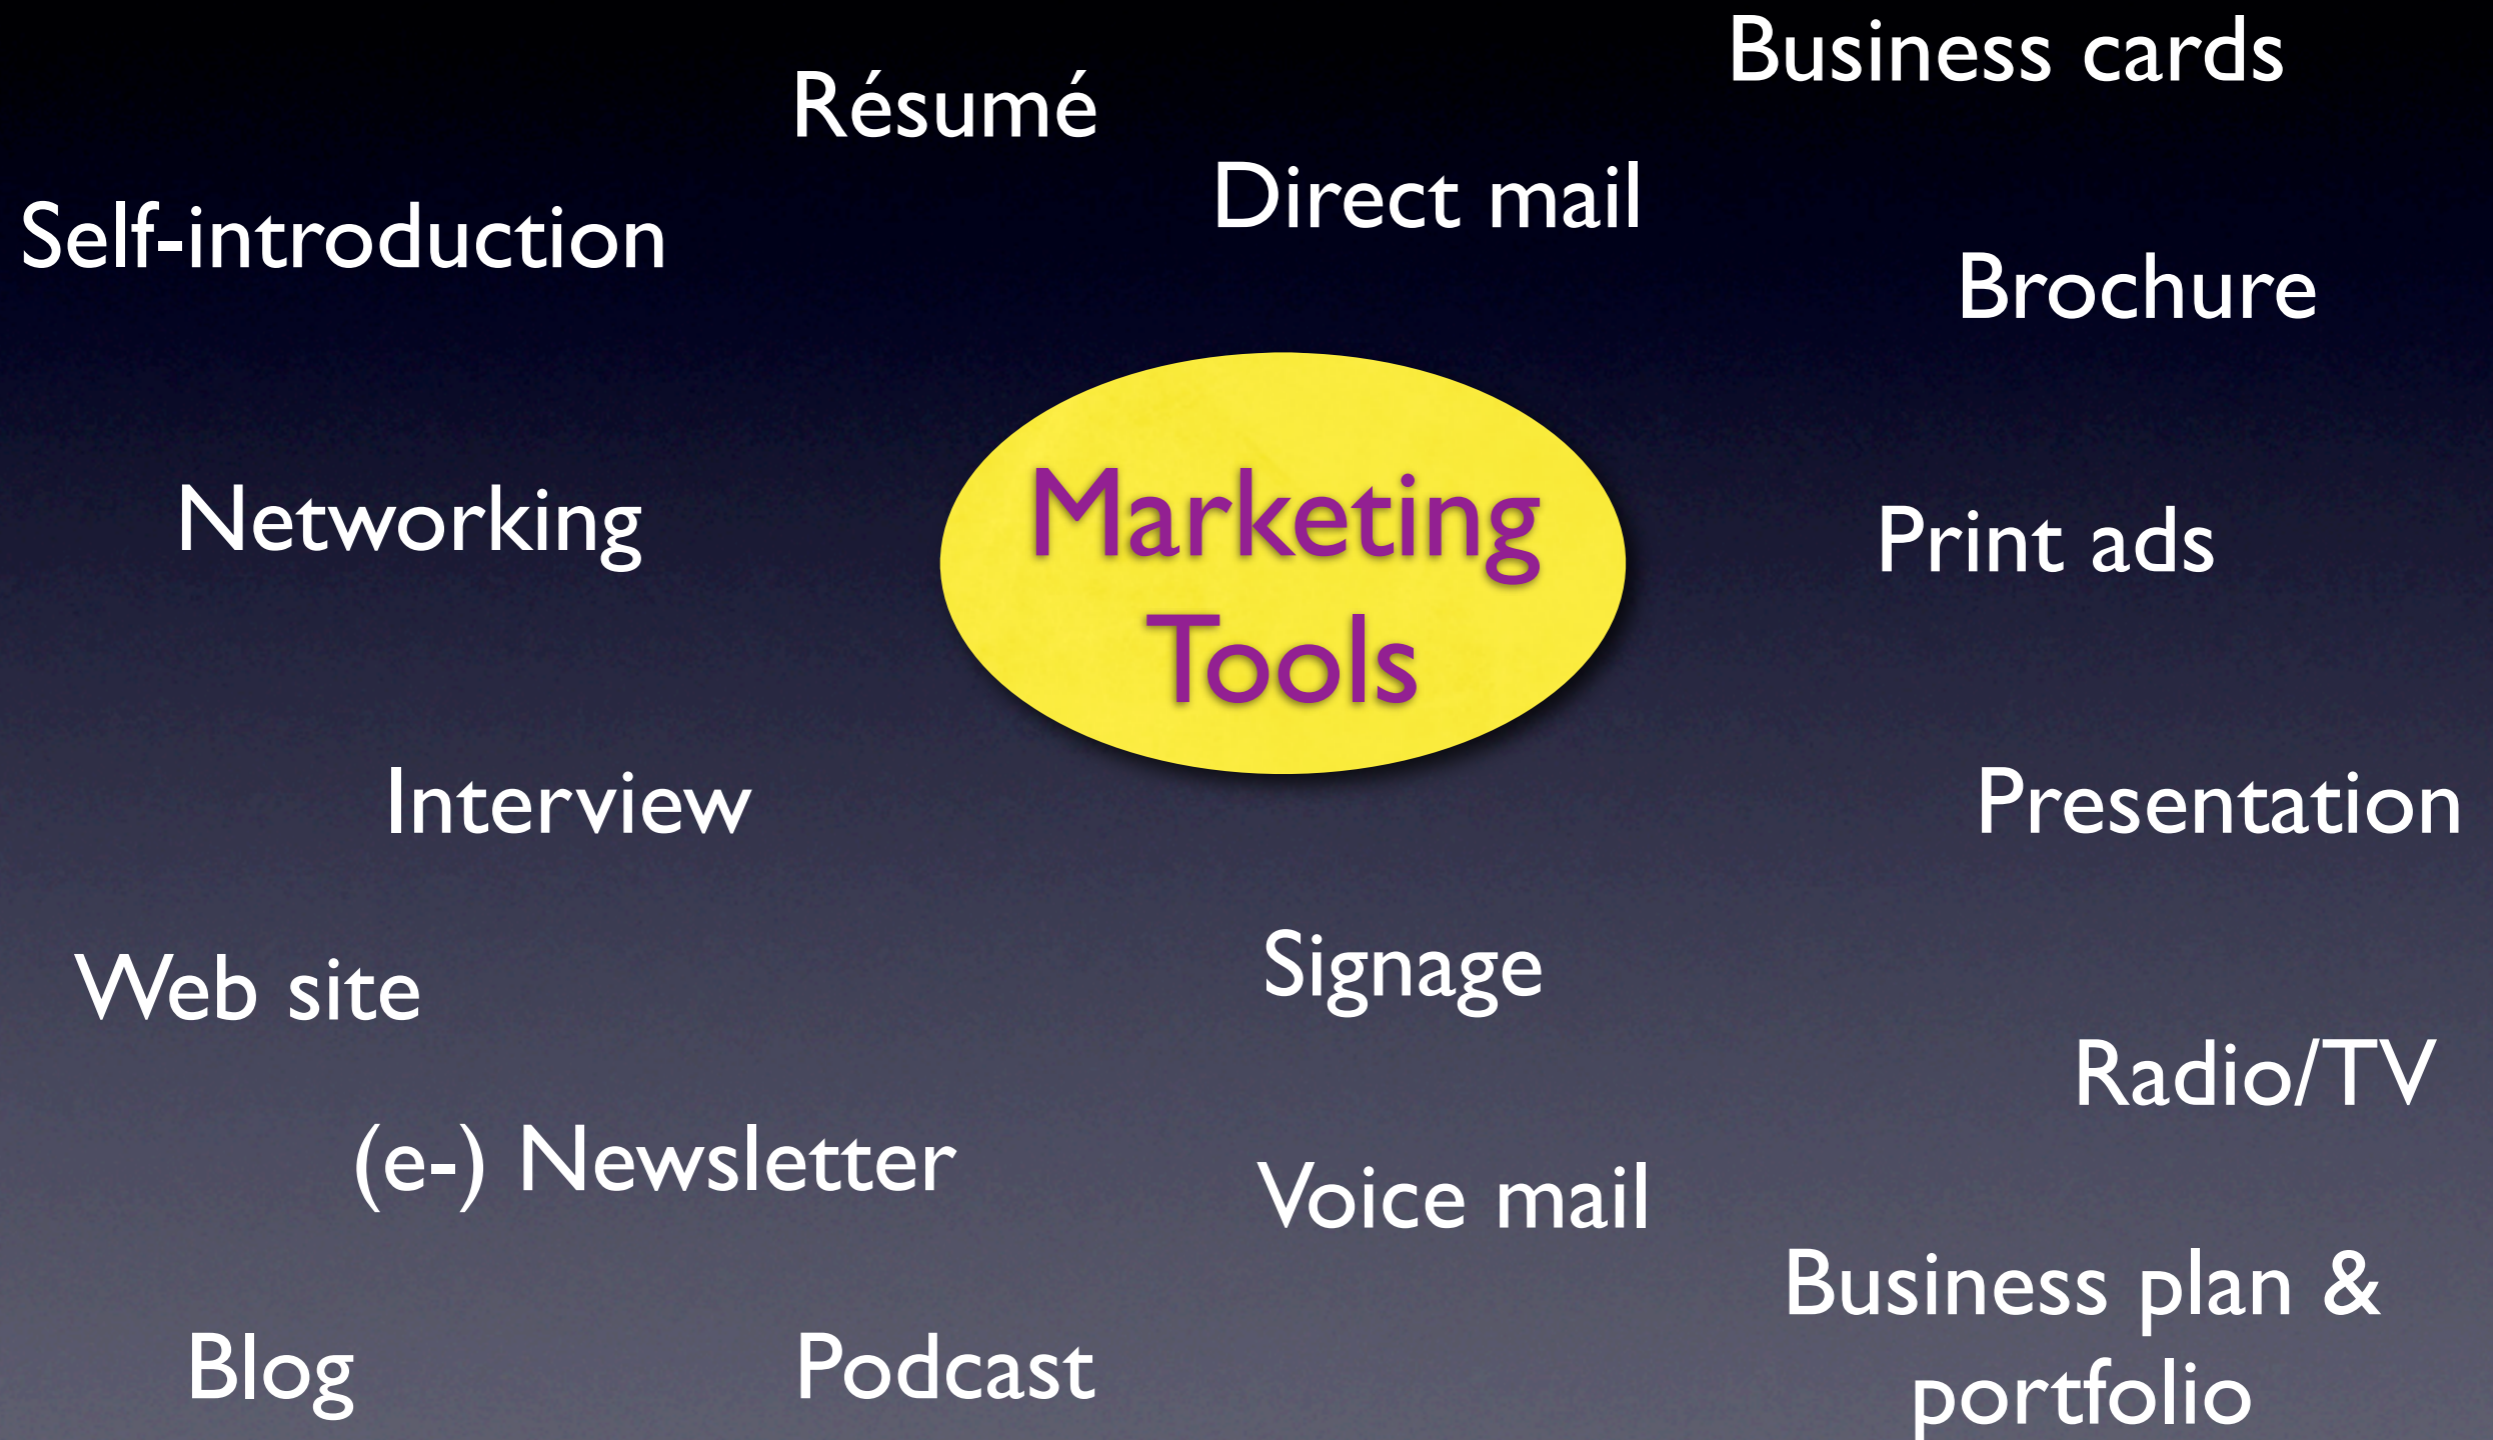 Business cards
Résumé
Direct mail
Self-introduction
Brochure
Marketing
Tools
Networking
Print ads
Interview
Presentation
Signage
Web site
Radio/TV
(e-) Newsletter
Voice mail
Business plan &
portfolio
Blog
Podcast